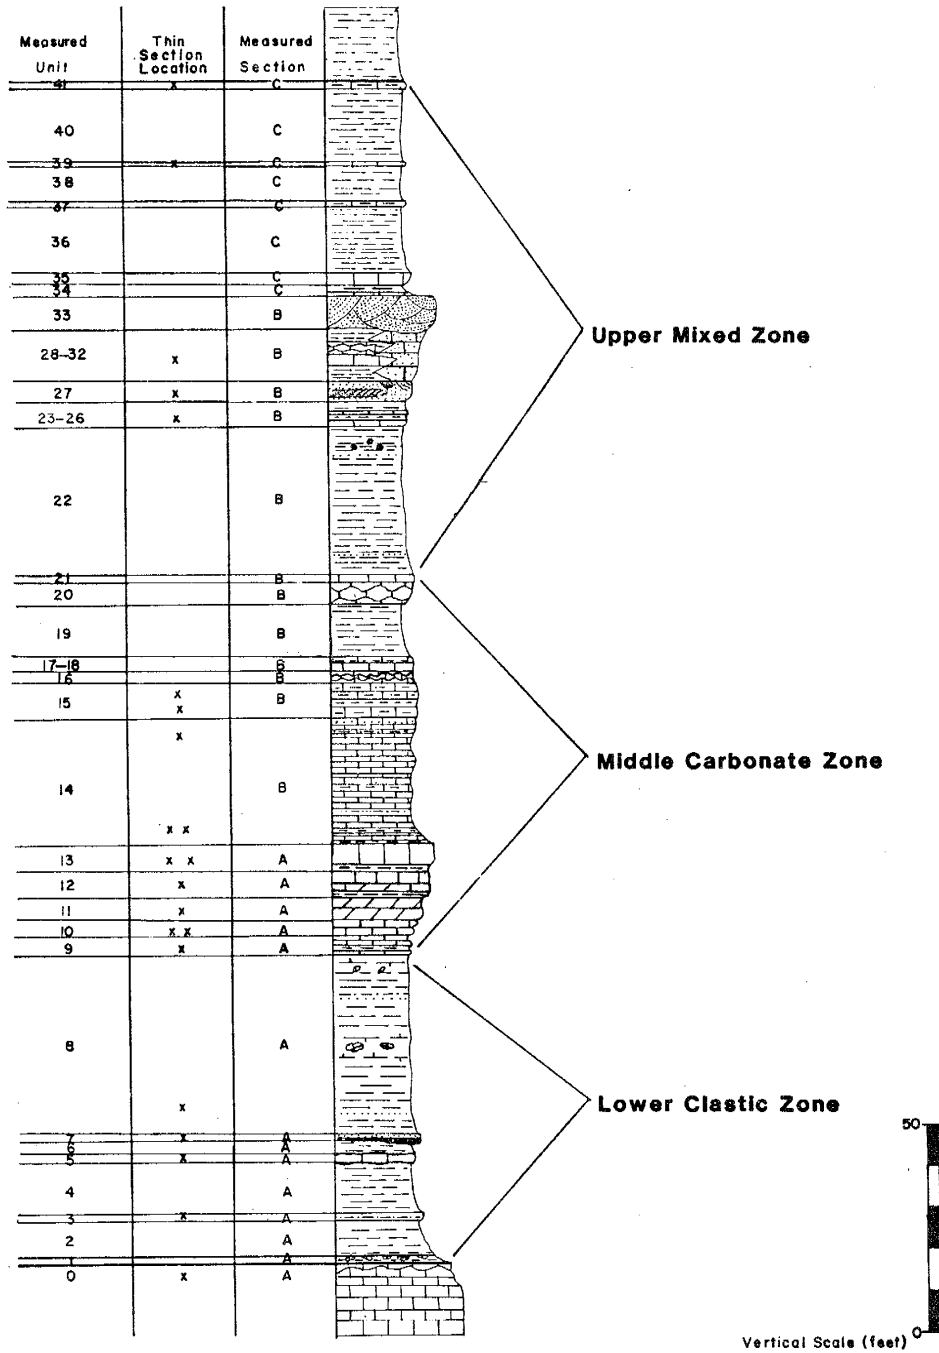 Measured Unit
Thin Section Location
Measured Section
41 x C
40 C
39 x C
38 C
37 C
36 C
35 C
34 C
33 B
28–32 x B
27 x B
23–26 x B
22 B
21 B
20 B
19 B
17–18 B
16 B
15 x x B
14 x x x B
13 x x A
12 x A
11 x A
10 x x A
9 x A
8 x A
7 x A
6 A
5 x A
4 A
3 x A
2 A
1 A
0 x A
Upper Mixed Zone
Middle Carbonate Zone
Lower Clastic Zone
50
0
Vertical Scale (feet)